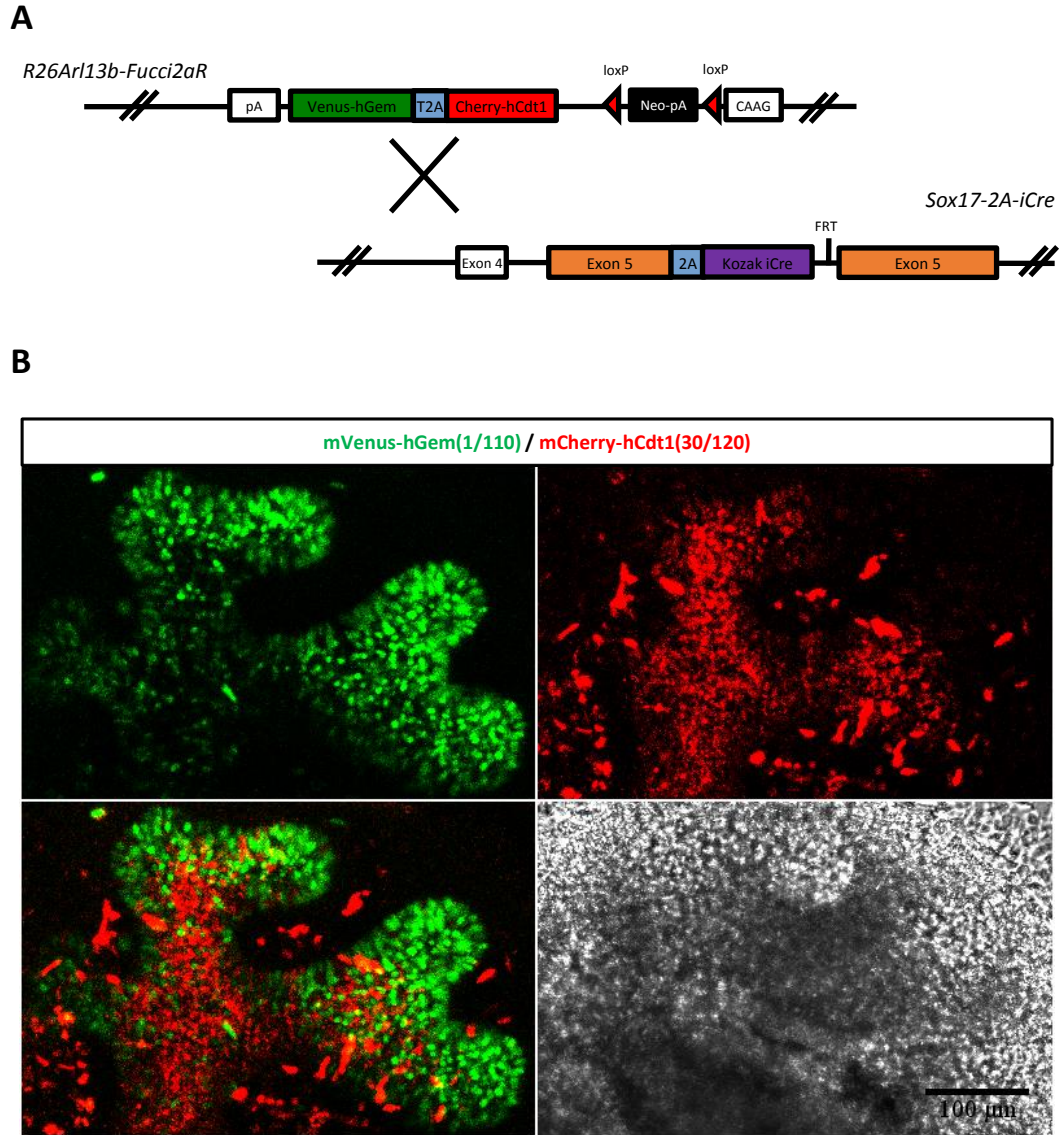 A
R26Arl13b-Fucci2aR
loxP loxP
pA Venus-hGem T2A Cherry-hCdt1 Neo-pA CAAG
Sox17-2A-iCre
FRT
Exon 4 Exon 5 2A Kozak iCre Exon 5
B
mVenus-hGem(1/110) / mCherry-hCdt1(30/120)
100 μm